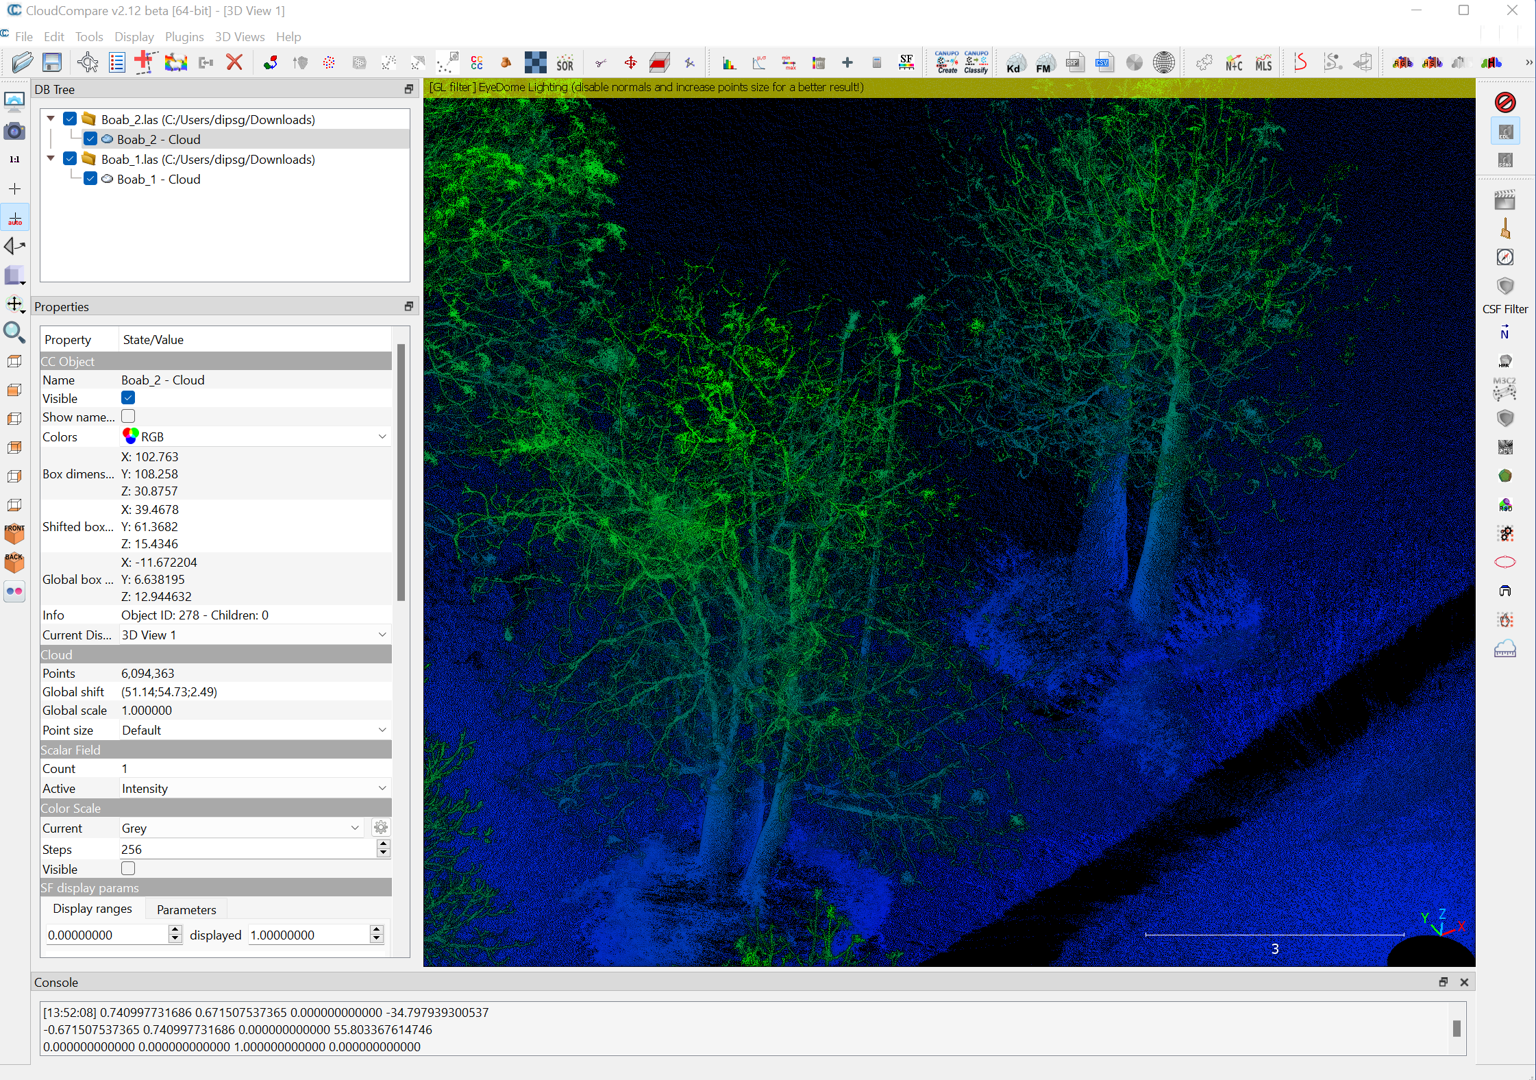 CloudCompare v2.12 beta [64-bit] - [3D View 1]
File Edit Tools Display Plugins 3D Views Help
SOR
SF
CANUPO Create
CANUPO Classify
Kd
FM
SHP
CSV
N+C
MLS
DB Tree
Boab_2.las (C:/Users/dipsg/Downloads)
Boab_2 - Cloud
Boab_1.las (C:/Users/dipsg/Downloads)
Boab_1 - Cloud
1:1
auto
FRONT
BACK
Properties
Property State/Value
CC Object
Name Boab_2 - Cloud
Visible
Show name...
Colors RGB
Box dimens... X: 102.763
Y: 108.258
Z: 30.8757
Shifted box... X: 39.4678
Y: 61.3682
Z: 15.4346
Global box ... X: -11.672204
Y: 6.638195
Z: 12.944632
Info Object ID: 278 - Children: 0
Current Dis... 3D View 1
Cloud
Points 6,094,363
Global shift (51.14;54.73;2.49)
Global scale 1.000000
Point size Default
Scalar Field
Count 1
Active Intensity
Color Scale
Current Grey
Steps 256
Visible
SF display params
Display ranges Parameters
0.00000000 displayed 1.00000000
[GL filter] EyeDome Lighting (disable normals and increase points size for a better result!)
3
Y Z X
CSF Filter
N
HPR
M3C2
Console
[13:52:08] 0.740997731686 0.671507537365 0.000000000000 -34.797939300537
-0.671507537365 0.740997731686 0.000000000000 55.803367614746
0.000000000000 0.000000000000 1.000000000000 0.000000000000